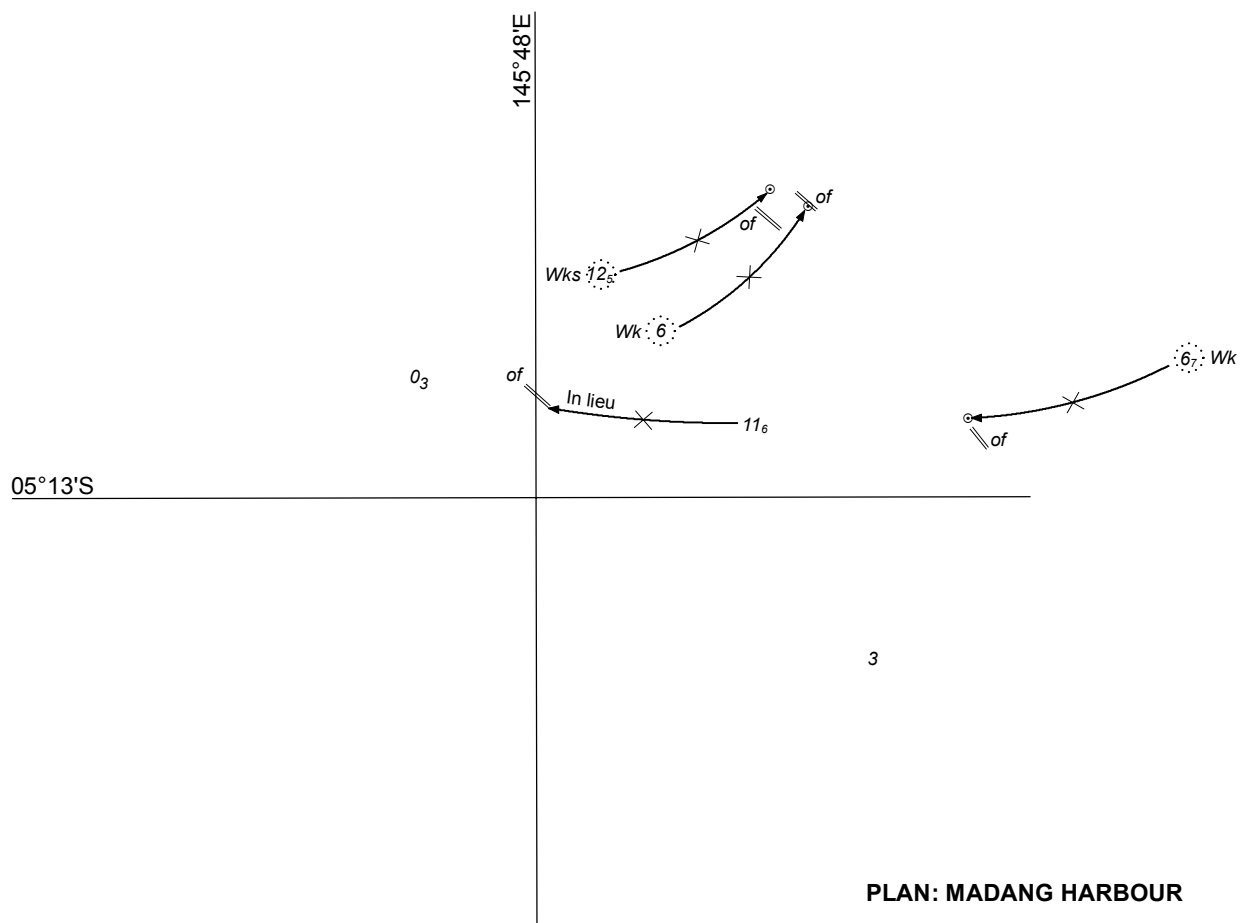 145°48'E
of
of
Wks 12₅
Wk 6
6₇ Wk
0₃
of
In lieu
11₆
of
05°13'S
3
PLAN: MADANG HARBOUR